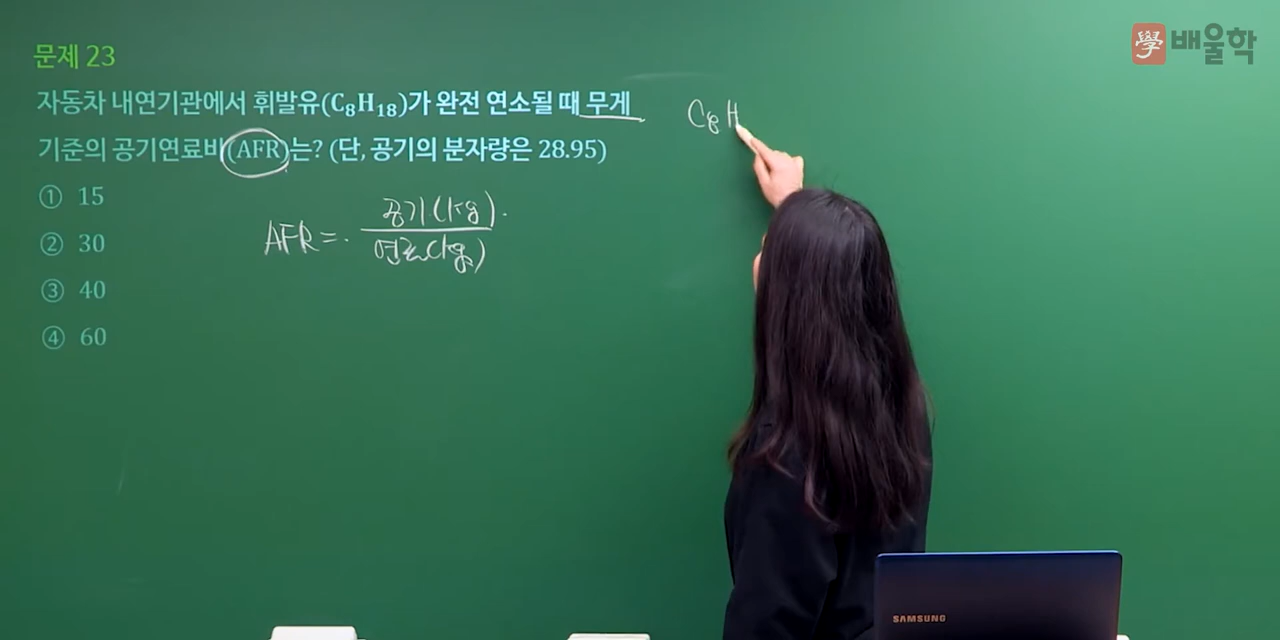 學 배울학
문제 23
자동차 내연기관에서 휘발유(C₈H₁₈)가 완전 연소될 때 무게
기준의 공기연료비(AFR)는? (단, 공기의 분자량은 28.95)
① 15
② 30
③ 40
④ 60
AFR = 공기(kg)
연료(kg)
C₈H
SAMSUNG